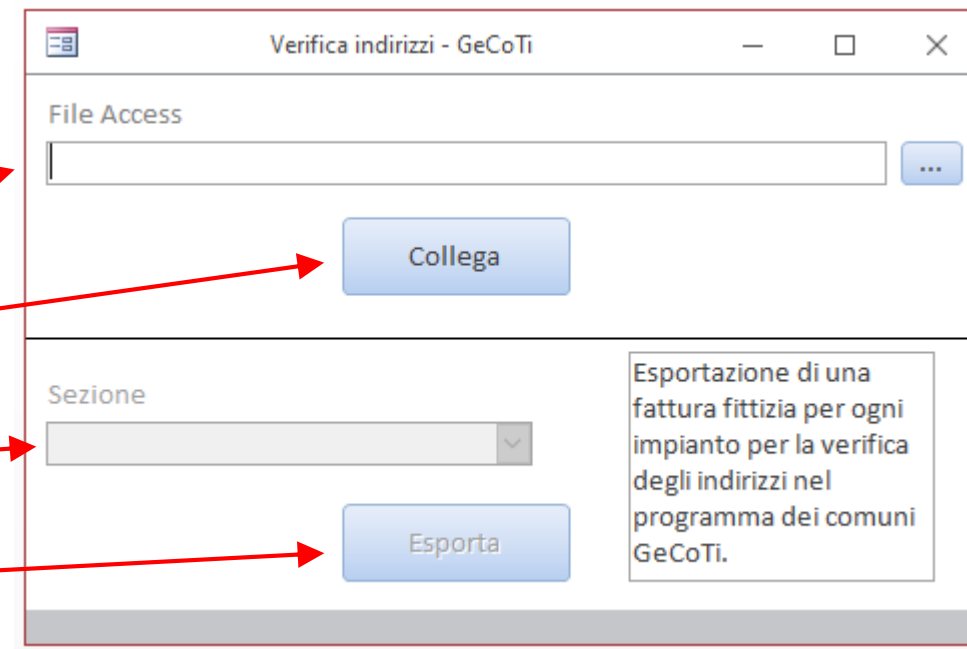 Verifica indirizzi - GeCoTi
File Access
...
Collega
Sezione
Esportazione di una
fattura fittizia per ogni
impianto per la verifica
degli indirizzi nel
programma dei comuni
GeCoTi.
Esporta